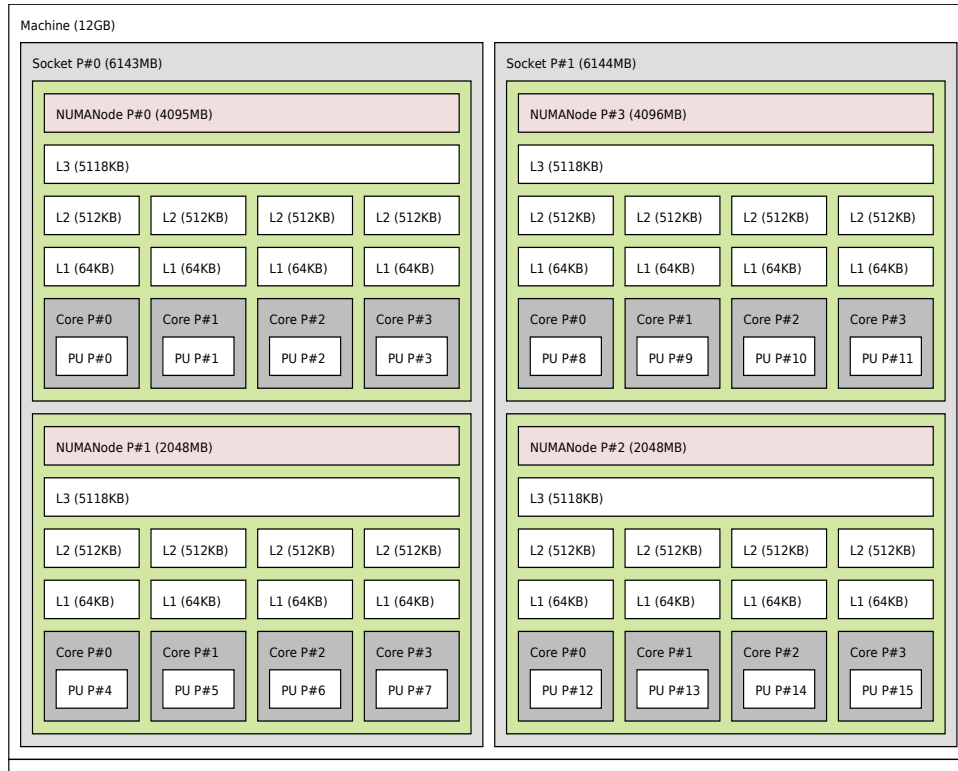 Machine (12GB)
Socket P#0 (6143MB)
NUMANode P#0 (4095MB)
L3 (5118KB)
L2 (512KB) L2 (512KB) L2 (512KB) L2 (512KB)
L1 (64KB) L1 (64KB) L1 (64KB) L1 (64KB)
Core P#0 Core P#1 Core P#2 Core P#3
PU P#0 PU P#1 PU P#2 PU P#3
NUMANode P#1 (2048MB)
L3 (5118KB)
L2 (512KB) L2 (512KB) L2 (512KB) L2 (512KB)
L1 (64KB) L1 (64KB) L1 (64KB) L1 (64KB)
Core P#0 Core P#1 Core P#2 Core P#3
PU P#4 PU P#5 PU P#6 PU P#7
Socket P#1 (6144MB)
NUMANode P#3 (4096MB)
L3 (5118KB)
L2 (512KB) L2 (512KB) L2 (512KB) L2 (512KB)
L1 (64KB) L1 (64KB) L1 (64KB) L1 (64KB)
Core P#0 Core P#1 Core P#2 Core P#3
PU P#8 PU P#9 PU P#10 PU P#11
NUMANode P#2 (2048MB)
L3 (5118KB)
L2 (512KB) L2 (512KB) L2 (512KB) L2 (512KB)
L1 (64KB) L1 (64KB) L1 (64KB) L1 (64KB)
Core P#0 Core P#1 Core P#2 Core P#3
PU P#12 PU P#13 PU P#14 PU P#15